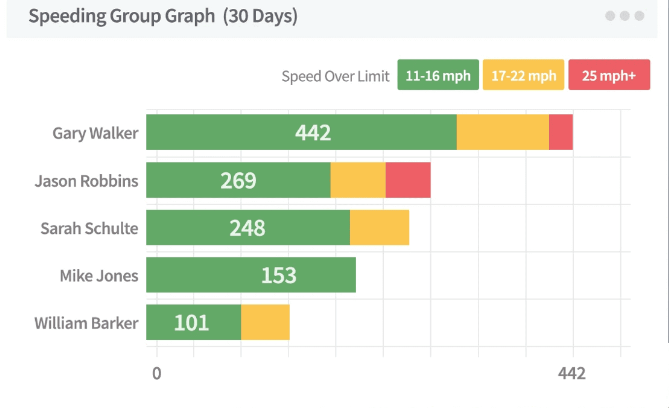 Speeding Group Graph (30 Days)
Speed Over Limit 11-16 mph 17-22 mph 25 mph+
Gary Walker 442
Jason Robbins 269
Sarah Schulte 248
Mike Jones 153
William Barker 101
0 442